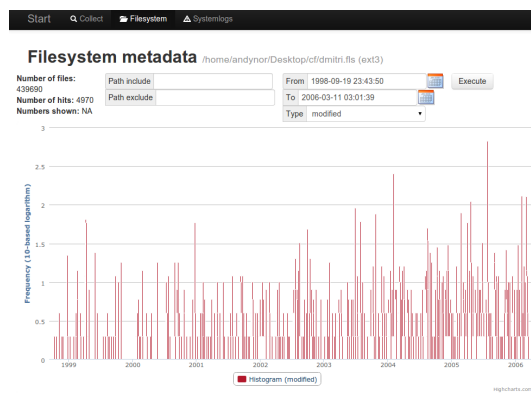 Start Collect Filesystem Systemlogs
Filesystem metadata /home/andynor/Desktop/cf/dmitri.fls (ext3)
Number of files:
439690
Number of hits: 4970
Numbers shown: NA
Path include
Path exclude
From 1998-09-19 23:43:50
To 2006-03-11 03:01:39
Type modified
Execute
Frequency (10-based logarithm)
3
2.5
2
1.5
1
0.5
0
1999 2000 2001 2002 2003 2004 2005 2006
Histogram (modified)
Highcharts.com